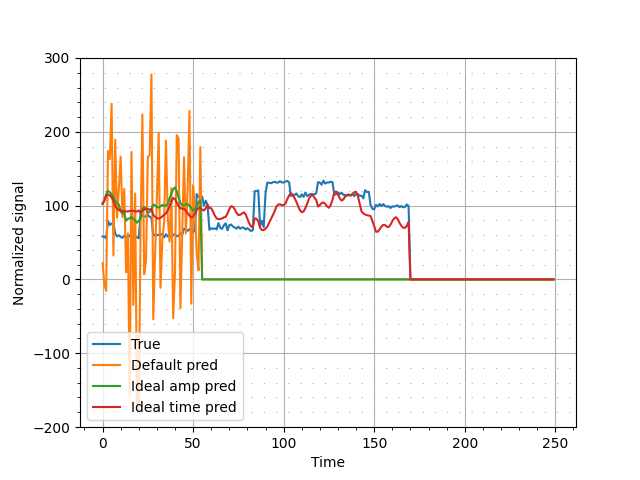 300
200
100
0
−100
−200
Normalized signal
True
Default pred
Ideal amp pred
Ideal time pred
0 50 100 150 200 250
Time